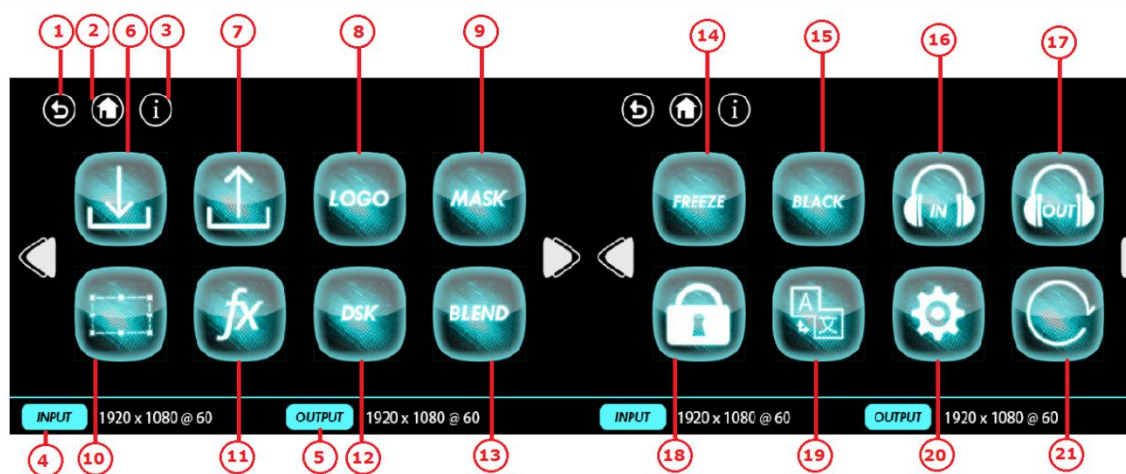 1 2 6 3 7 8 9 14 15 16 17
i i
LOGO MASK FREEZE BLACK IN OUT
fx DSK BLEND A 文
INPUT 1920 x 1080 @ 60 OUTPUT 1920 x 1080 @ 60 INPUT 1920 x 1080 @ 60 OUTPUT 1920 x 1080 @ 60
4 10 11 5 12 13 18 19 20 21